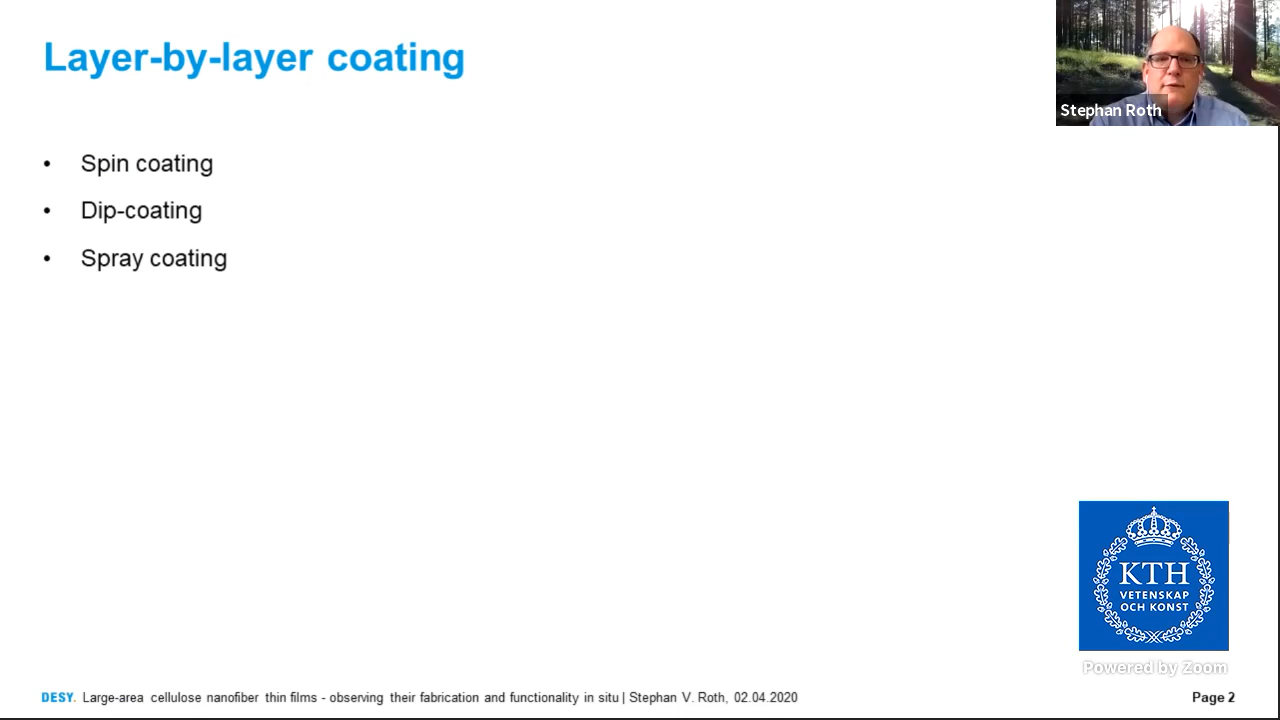 Layer-by-layer coating
Stephan Roth
• Spin coating
• Dip-coating
• Spray coating
KTH
VETENSKAP
OCH KONST
Powered by Zoom
DESY. Large-area cellulose nanofiber thin films - observing their fabrication and functionality in situ | Stephan V. Roth, 02.04.2020
Page 2